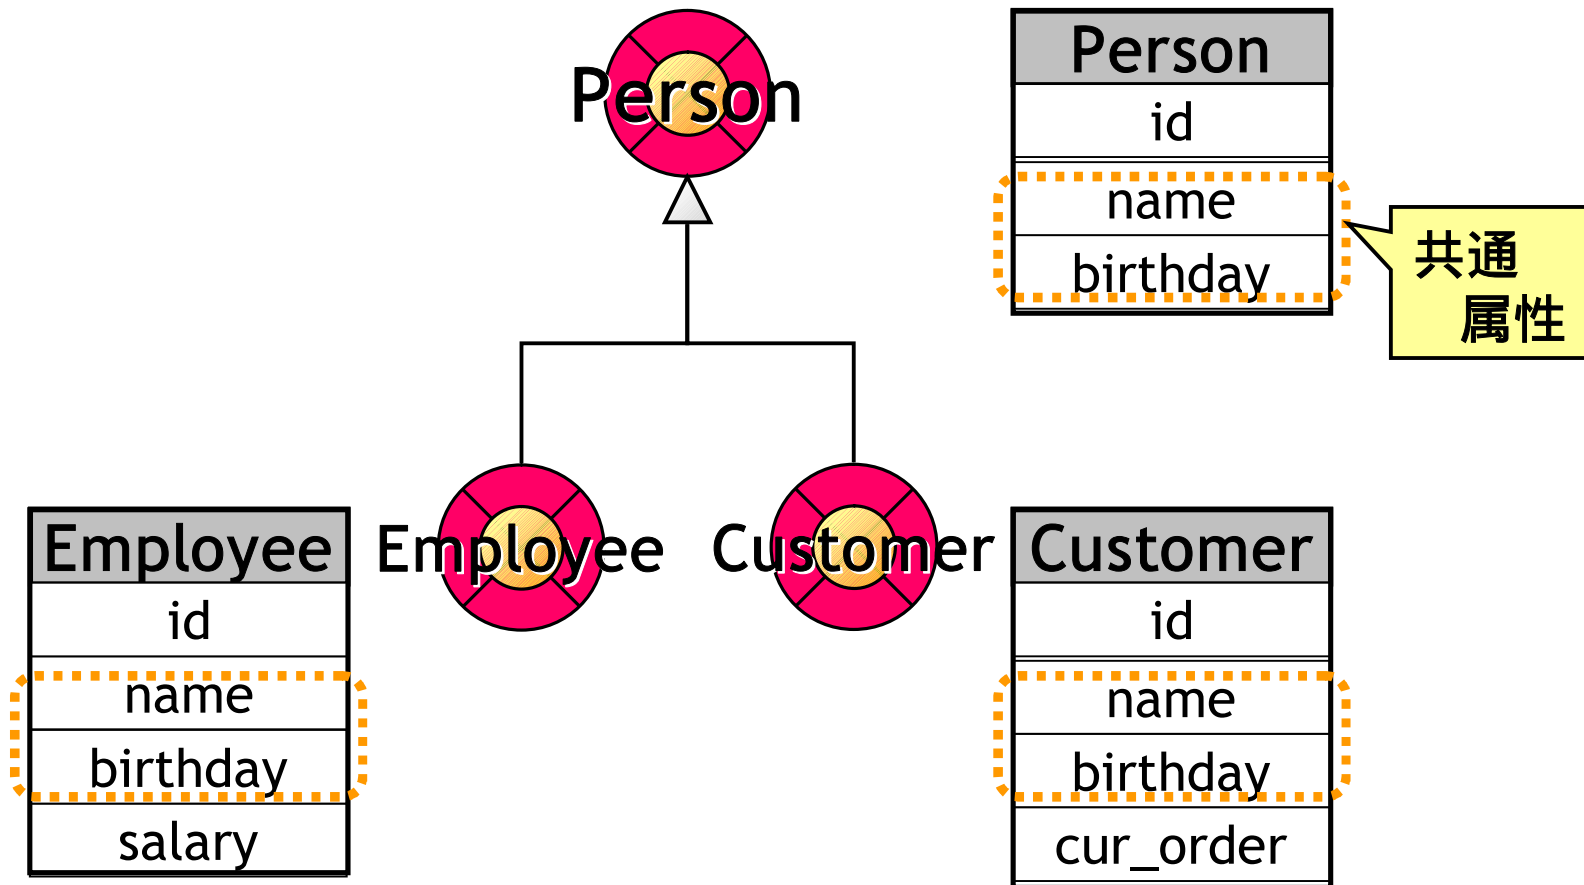 Person
Person
id
name
birthday
共通
属性
Employee
id
name
birthday
salary
Employee
Customer
Customer
id
name
birthday
cur_order